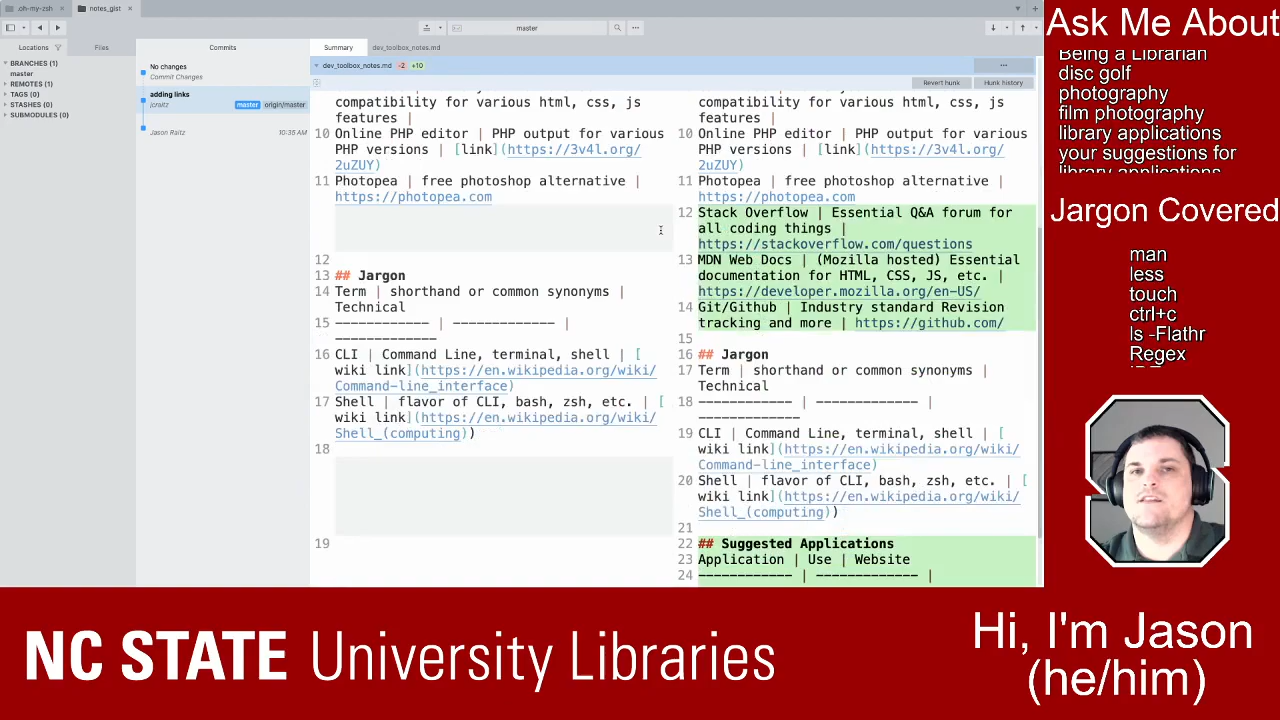 .oh-my-zsh
notes_gist
master
Locations
Files
Commits
Summary
dev_toolbox_notes.md
BRANCHES (1)
master
REMOTES (1)
TAGS (0)
STASHES (0)
SUBMODULES (0)
No changes
Commit Changes
adding links
jcraitz
master
origin/master
Jason Raitz
10:35 AM
dev_toolbox_notes.md -2 +10
Revert hunk
Hunk history
compatibility for various html, css, js
features |
10 Online PHP editor | PHP output for various
PHP versions | [link](https://3v4l.org/
2uZUY)
11 Photopea | free photoshop alternative |
https://photopea.com
12
13 ## Jargon
14 Term | shorthand or common synonyms |
Technical
15 ------------ | ------------- |
-------------
16 CLI | Command Line, terminal, shell | [
wiki link](https://en.wikipedia.org/wiki/
Command-line_interface)
17 Shell | flavor of CLI, bash, zsh, etc. | [
wiki link](https://en.wikipedia.org/wiki/
Shell_(computing))
18
19
compatibility for various html, css, js
features |
10 Online PHP editor | PHP output for various
PHP versions | [link](https://3v4l.org/
2uZUY)
11 Photopea | free photoshop alternative |
https://photopea.com
12 Stack Overflow | Essential Q&A forum for
all coding things |
https://stackoverflow.com/questions
13 MDN Web Docs | (Mozilla hosted) Essential
documentation for HTML, CSS, JS, etc. |
https://developer.mozilla.org/en-US/
14 Git/Github | Industry standard Revision
tracking and more | https://github.com/
15
16 ## Jargon
17 Term | shorthand or common synonyms |
Technical
18 ------------ | ------------- |
-------------
19 CLI | Command Line, terminal, shell | [
wiki link](https://en.wikipedia.org/wiki/
Command-line_interface)
20 Shell | flavor of CLI, bash, zsh, etc. | [
wiki link](https://en.wikipedia.org/wiki/
Shell_(computing))
21
22 ## Suggested Applications
23 Application | Use | Website
24 ------------ | ------------- |
Ask Me About
Being a Librarian
disc golf
photography
film photography
library applications
your suggestions for
library applications
Jargon Covered
man
less
touch
ctrl+c
ls -Flathr
Regex
NC STATE University Libraries
Hi, I'm Jason
(he/him)